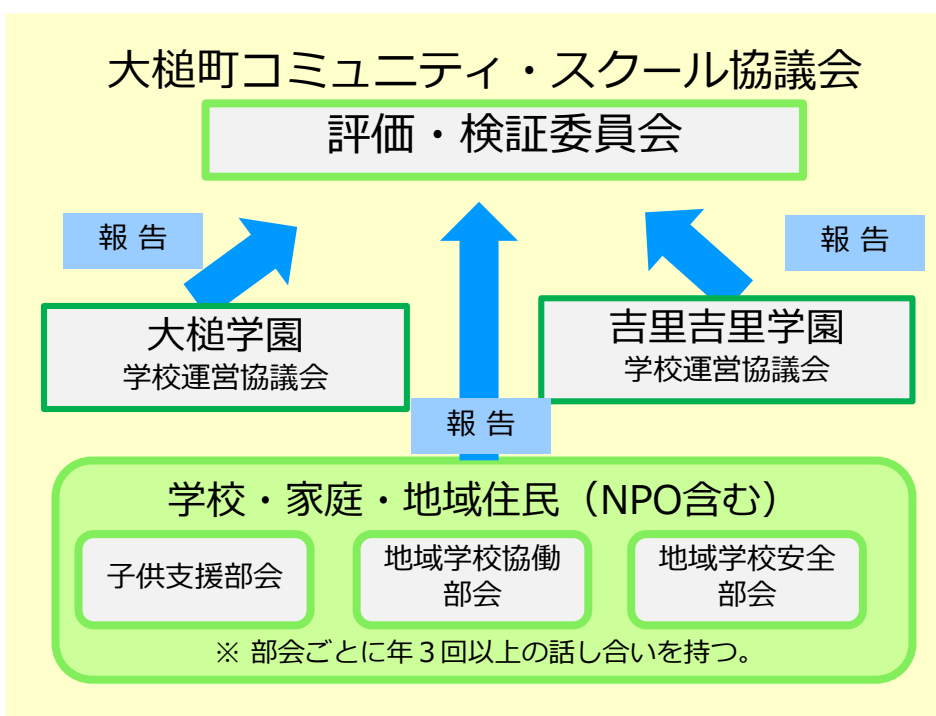 大槌町コミュニティ・スクール協議会
評価・検証委員会
報 告
報 告
大槌学園
学校運営協議会
吉里吉里学園
学校運営協議会
報 告
学校・家庭・地域住民（NPO含む）
子供支援部会
地域学校協働
部会
地域学校安全
部会
※ 部会ごとに年３回以上の話し合いを持つ。